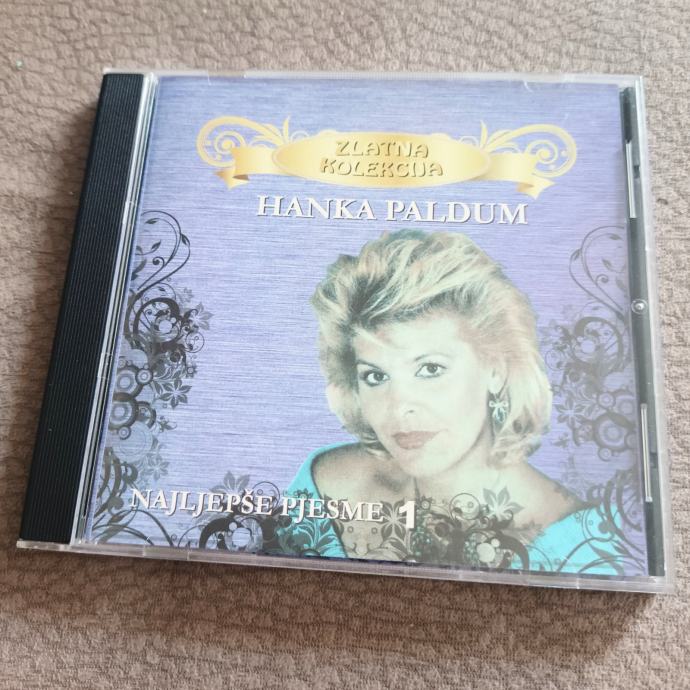 ZLATNA
KOLEKCIJA
HANKA PALDUM
NAJLJEPŠE PJESME 1